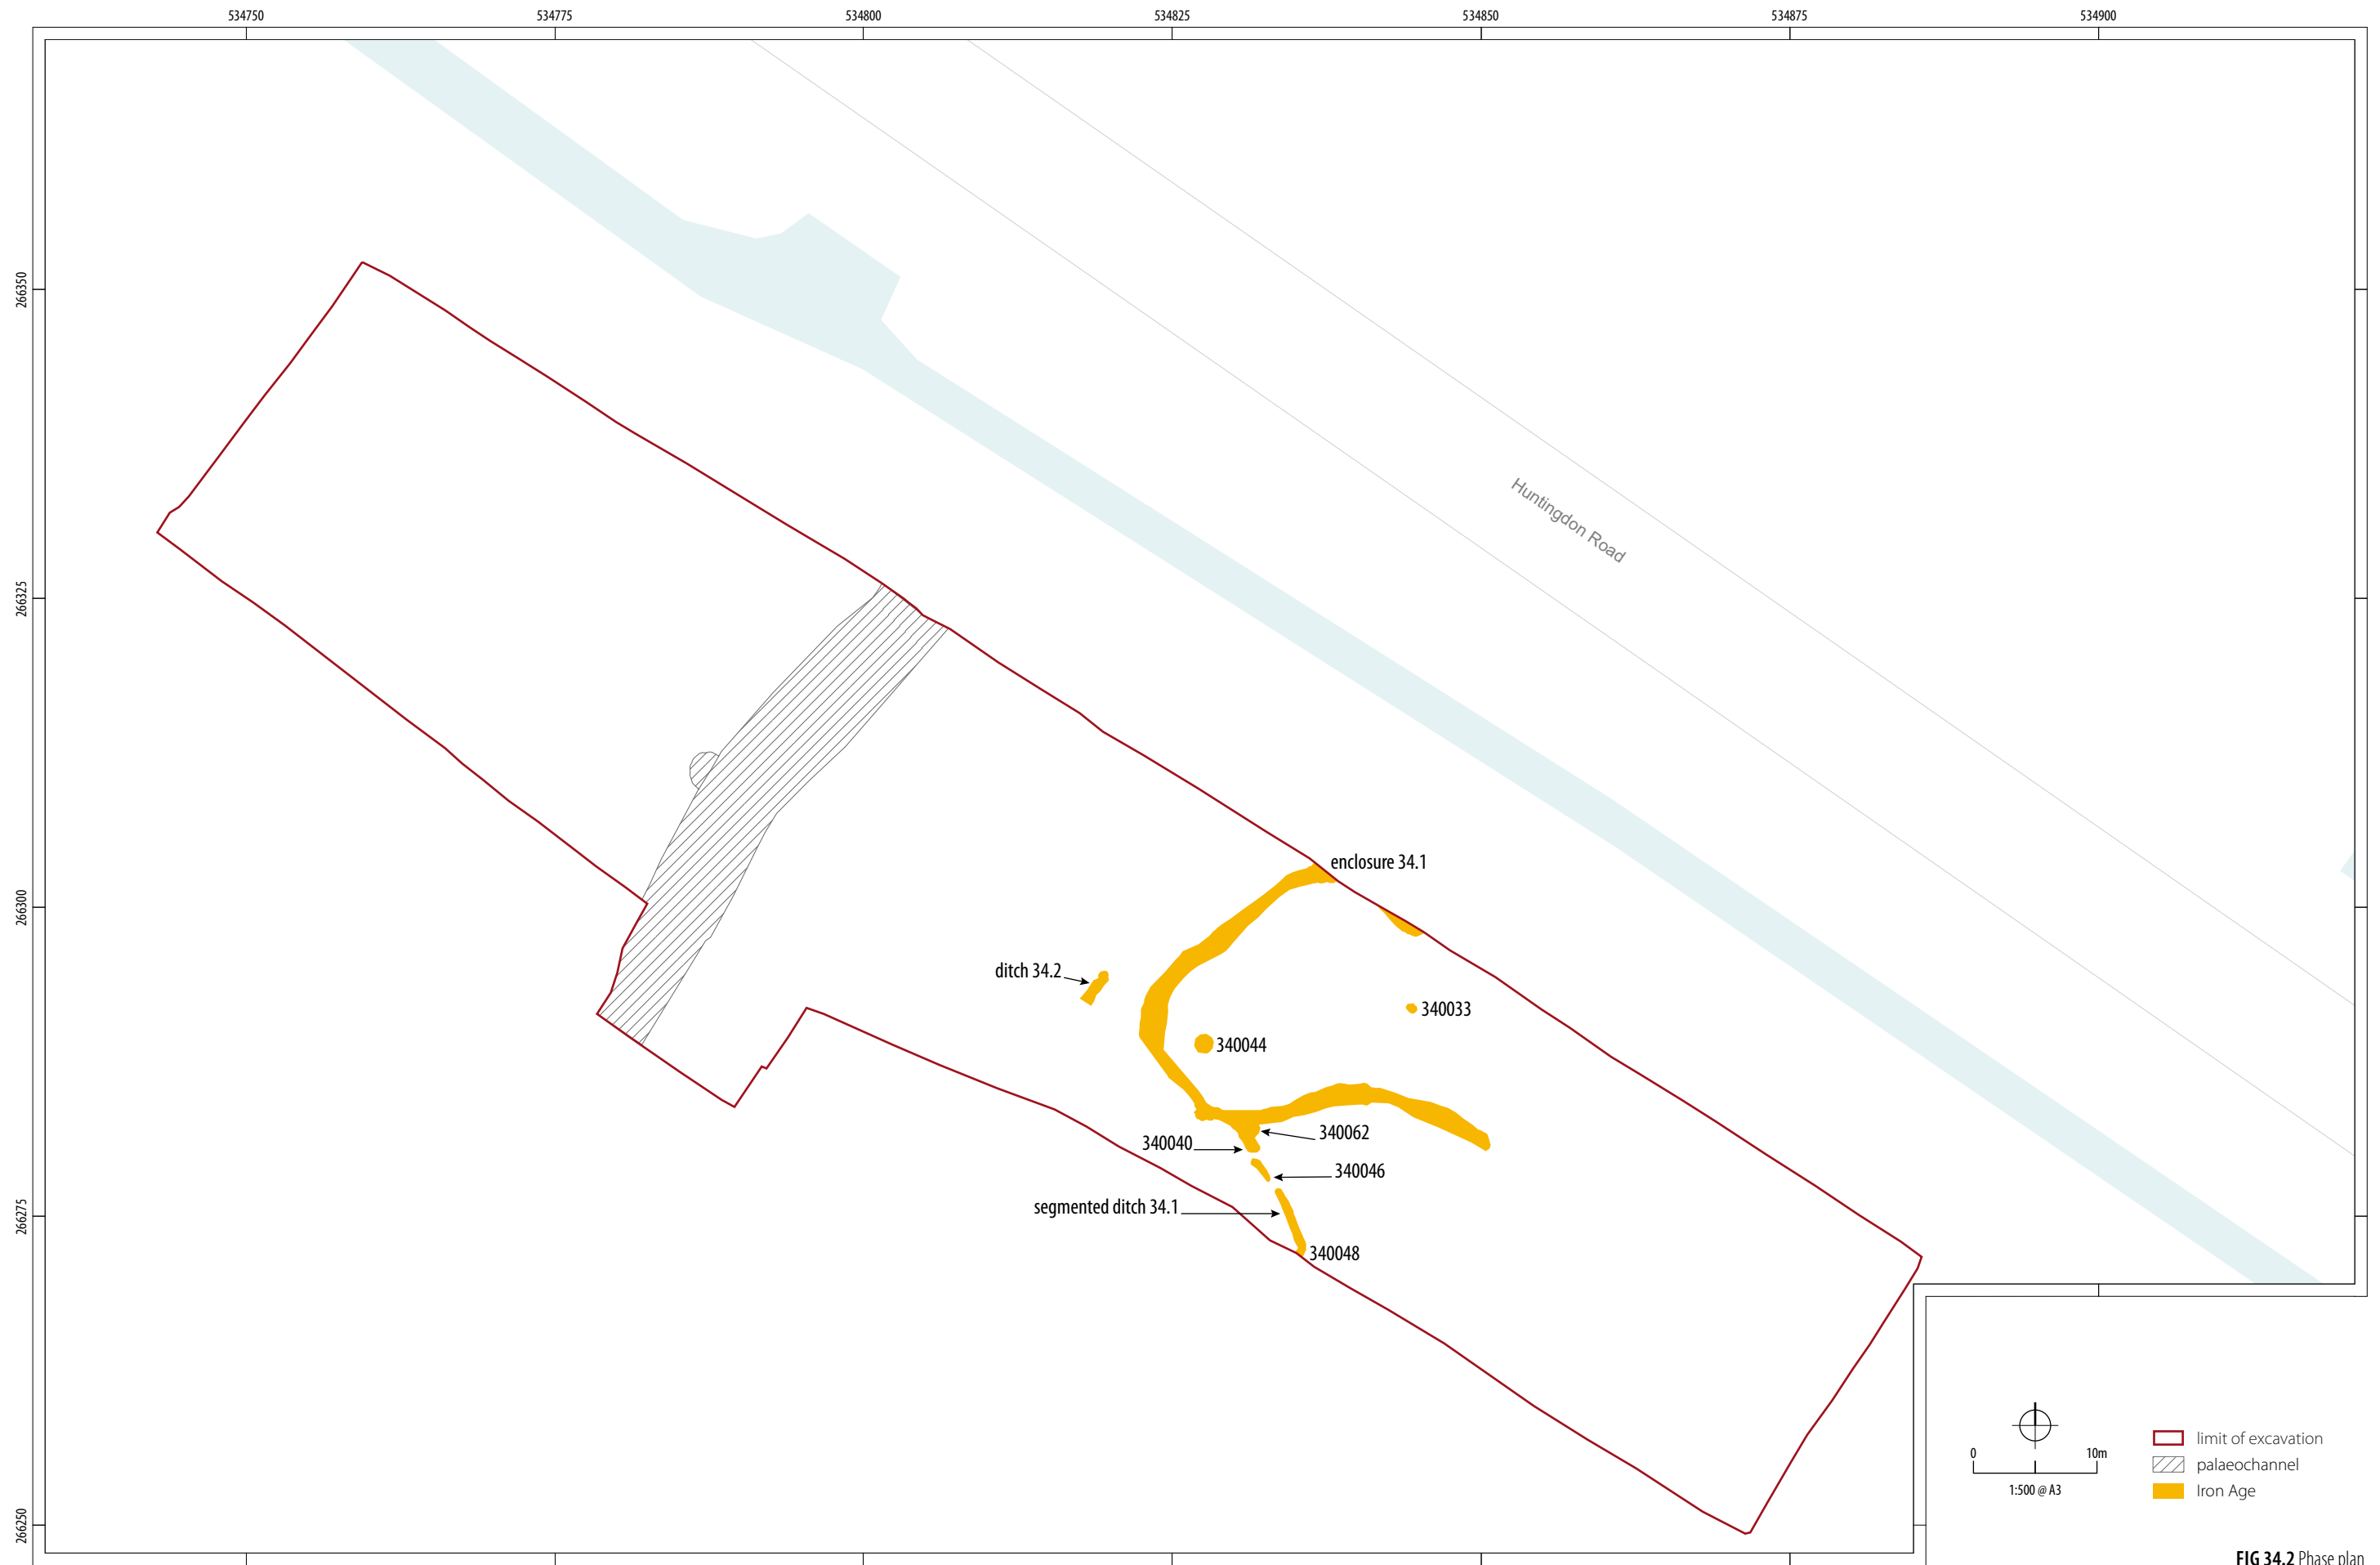 534750
534775
534800
534825
534850
534875
534900
266350
266325
266300
266275
266250
Huntingdon Road
enclosure 34.1
ditch 34.2
340033
340044
340062
340040
340046
segmented ditch 34.1
340048
0 10m
1:500 @ A3
limit of excavation
palaeochannel
Iron Age
FIG 34.2 Phase plan